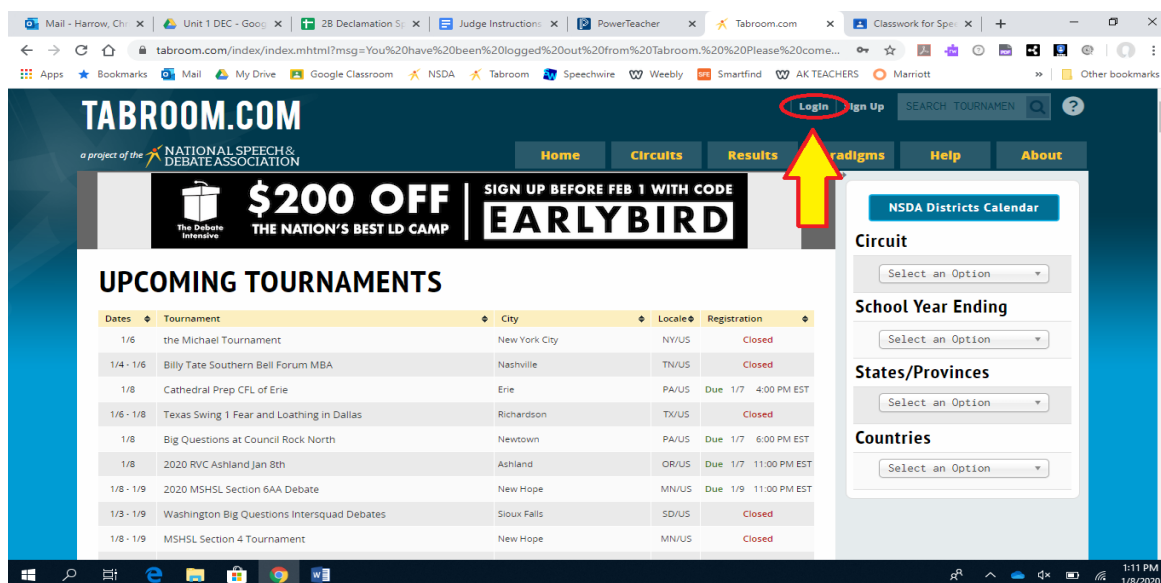 Mail - Harrow, Chr
Unit 1 DEC - Goog
2B Declamation Sp
Judge Instructions
PowerTeacher
Tabroom.com
Classwork for Spee
tabroom.com/index/index.mhtml?msg=You%20have%20been%20logged%20out%20from%20Tabroom.%20%20Please%20come...
Apps Bookmarks Mail My Drive Google Classroom NSDA Tabroom Speechwire Weebly Smartfind AK TEACHERS Marriott » Other bookmarks
TABROOM.COM
Login Sign Up SEARCH TOURNAMEN ?
a project of the NATIONAL SPEECH &
DEBATE ASSOCIATION
Home Circuits Results Paradigms Help About
The Debate
Intensive
$200 OFF
THE NATION'S BEST LD CAMP
SIGN UP BEFORE FEB 1 WITH CODE
EARLYBIRD
NSDA Districts Calendar
Circuit
Select an Option
School Year Ending
Select an Option
States/Provinces
Select an Option
Countries
Select an Option
UPCOMING TOURNAMENTS
Dates Tournament City Locale Registration
1/6 the Michael Tournament New York City NY/US Closed
1/4 - 1/6 Billy Tate Southern Bell Forum MBA Nashville TN/US Closed
1/8 Cathedral Prep CFL of Erie Erie PA/US Due 1/7 4:00 PM EST
1/6 - 1/8 Texas Swing 1 Fear and Loathing in Dallas Richardson TX/US Closed
1/8 Big Questions at Council Rock North Newtown PA/US Due 1/7 6:00 PM EST
1/8 2020 RVC Ashland Jan 8th Ashland OR/US Due 1/7 11:00 PM EST
1/8 - 1/9 2020 MSHSL Section 6AA Debate New Hope MN/US Due 1/9 11:00 PM EST
1/3 - 1/9 Washington Big Questions Intersquad Debates Sioux Falls SD/US Closed
1/8 - 1/9 MSHSL Section 4 Tournament New Hope MN/US Closed
1:11 PM
1/8/2020